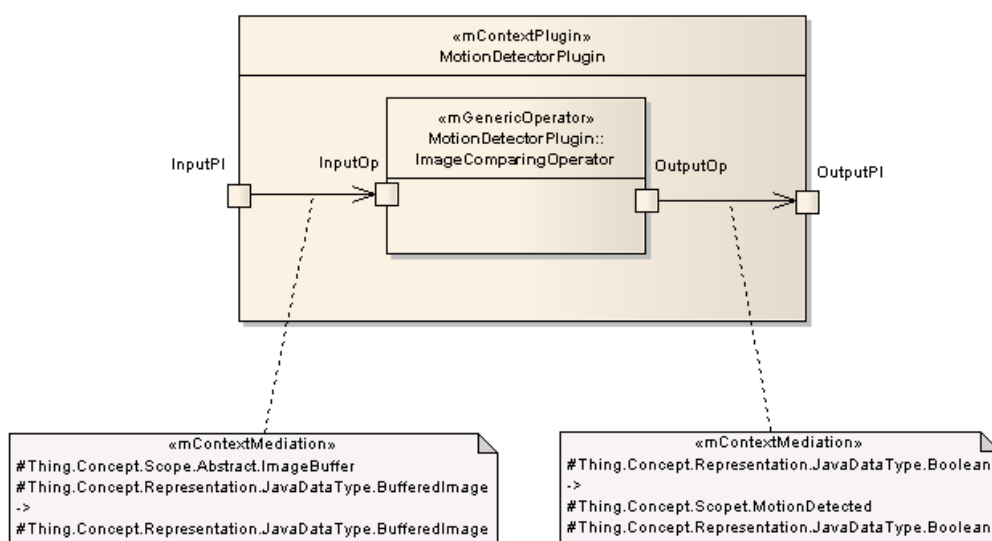 «mContextPlugin»
MotionDetectorPlugin
«mGenericOperator»
MotionDetectorPlugin::
ImageComparingOperator
InputPl
InputOp
OutputOp
OutputPl
«mContextMediation»
#Thing.Concept.Scope.Abstract.ImageBuffer
#Thing.Concept.Representation.JavaDataType.BufferedImage
->
#Thing.Concept.Representation.JavaDataType.BufferedImage
«mContextMediation»
#Thing.Concept.Representation.JavaDataType.Boolean
->
#Thing.Concept.Scopet.MotionDetected
#Thing.Concept.Representation.JavaDataType.Boolean